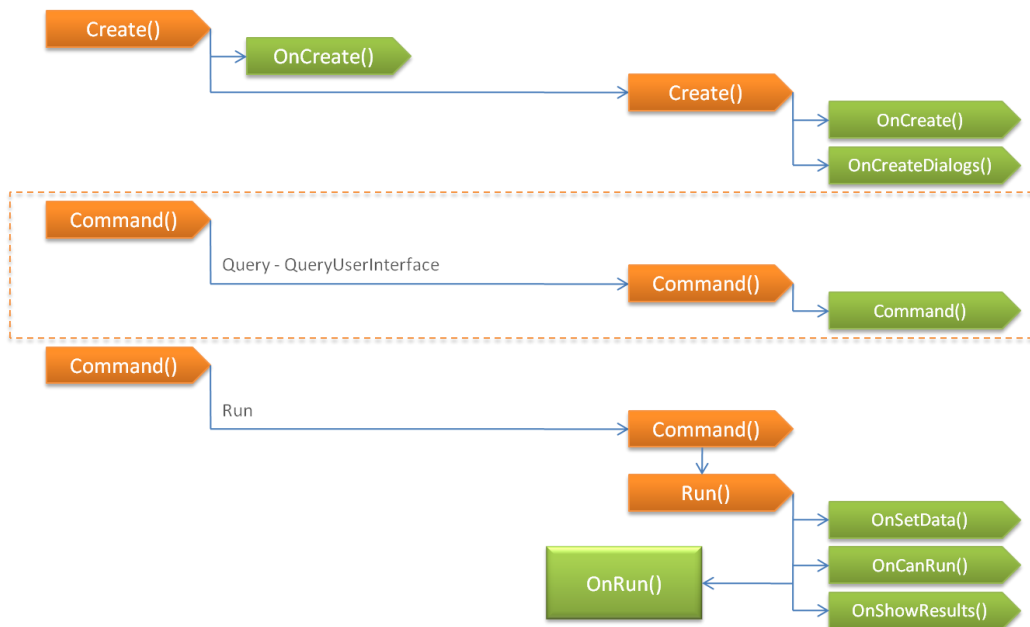 Create()
OnCreate()
Create()
OnCreate()
OnCreateDialogs()
Command()
Query - QueryUserInterface
Command()
Command()
Command()
Run
Command()
Run()
OnSetData()
OnCanRun()
OnRun()
OnShowResults()